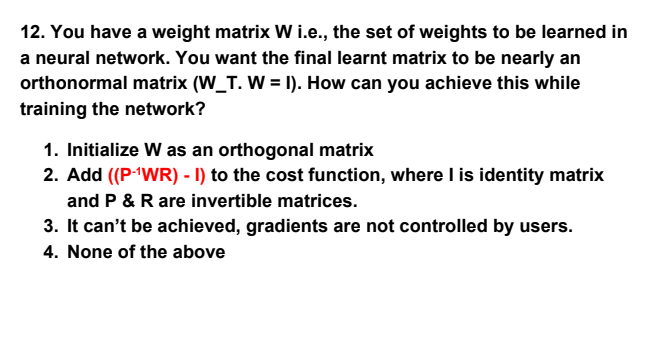 12. You have a weight matrix W i.e., the set of weights to be learned in
a neural network. You want the final learnt matrix to be nearly an
orthonormal matrix (W_T. W = I). How can you achieve this while
training the network?
1. Initialize W as an orthogonal matrix
2. Add ((P⁻¹WR) - I) to the cost function, where I is identity matrix
and P & R are invertible matrices.
3. It can’t be achieved, gradients are not controlled by users.
4. None of the above